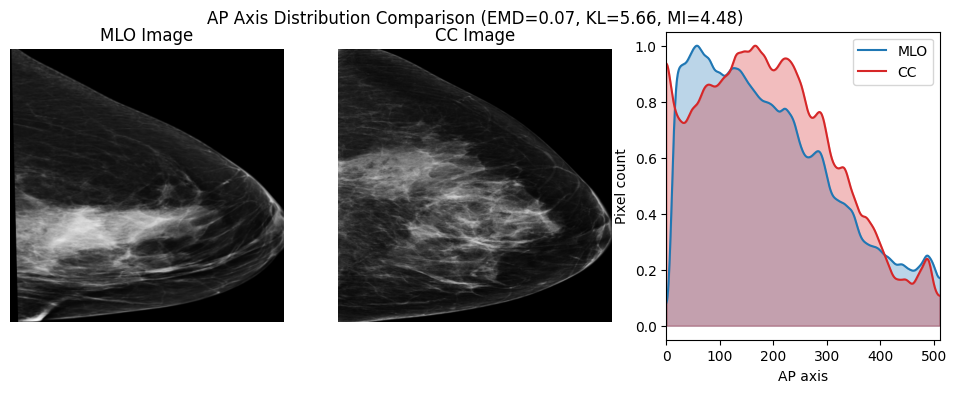 AP Axis Distribution Comparison (EMD=0.07, KL=5.66, MI=4.48)
MLO Image
CC Image
MLO
CC
Pixel count
1.0
0.8
0.6
0.4
0.2
0.0
0 100 200 300 400 500
AP axis